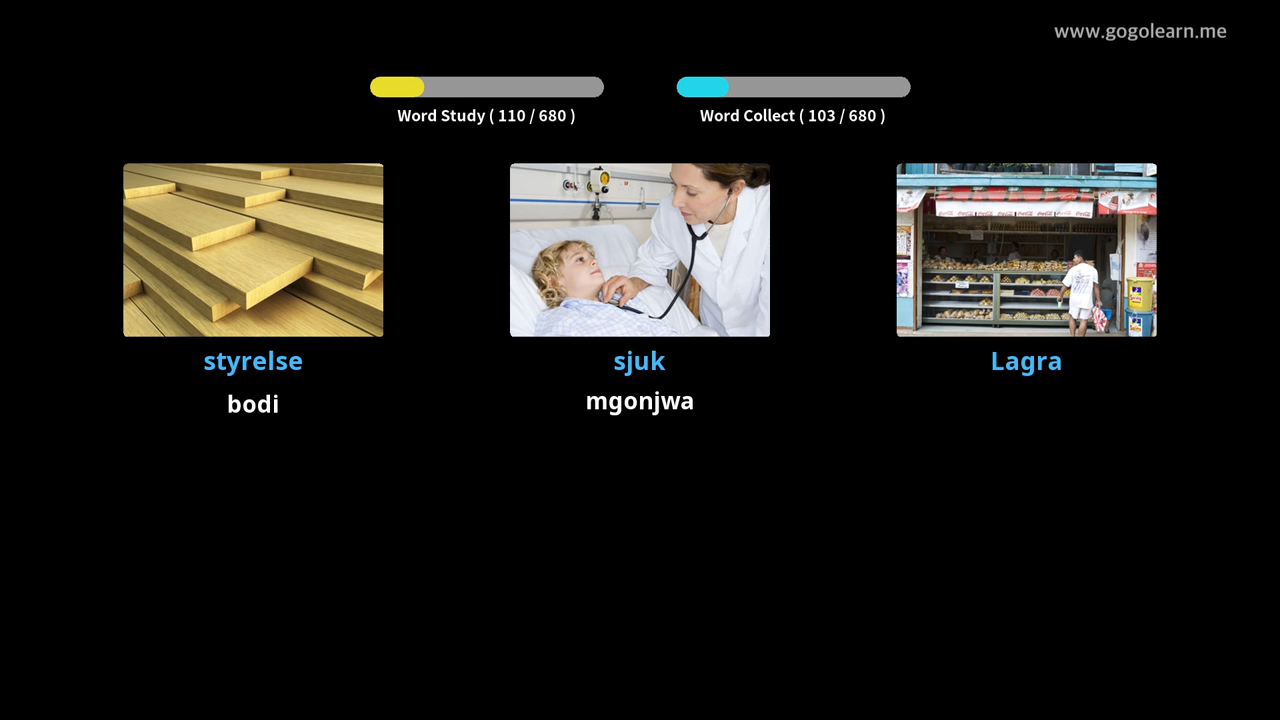 www.gogolearn.me
Word Study ( 110 / 680 )
Word Collect ( 103 / 680 )
styrelse
sjuk
Lagra
bodi
mgonjwa